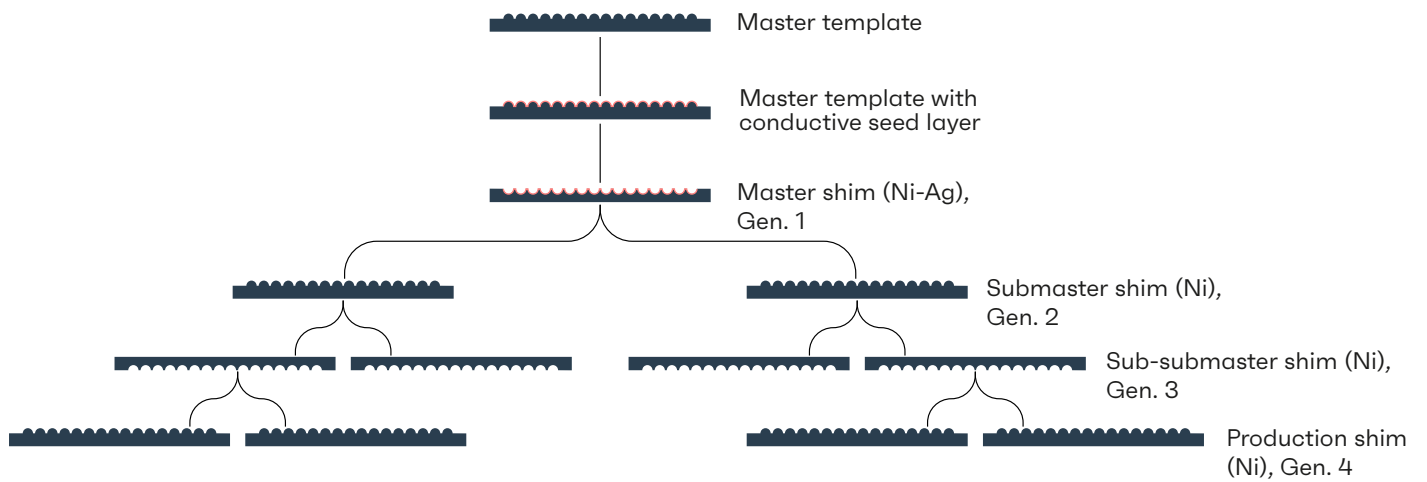 Master template
Master template with
conductive seed layer
Master shim (Ni-Ag),
Gen. 1
Submaster shim (Ni),
Gen. 2
Sub-submaster shim (Ni),
Gen. 3
Production shim
(Ni), Gen. 4